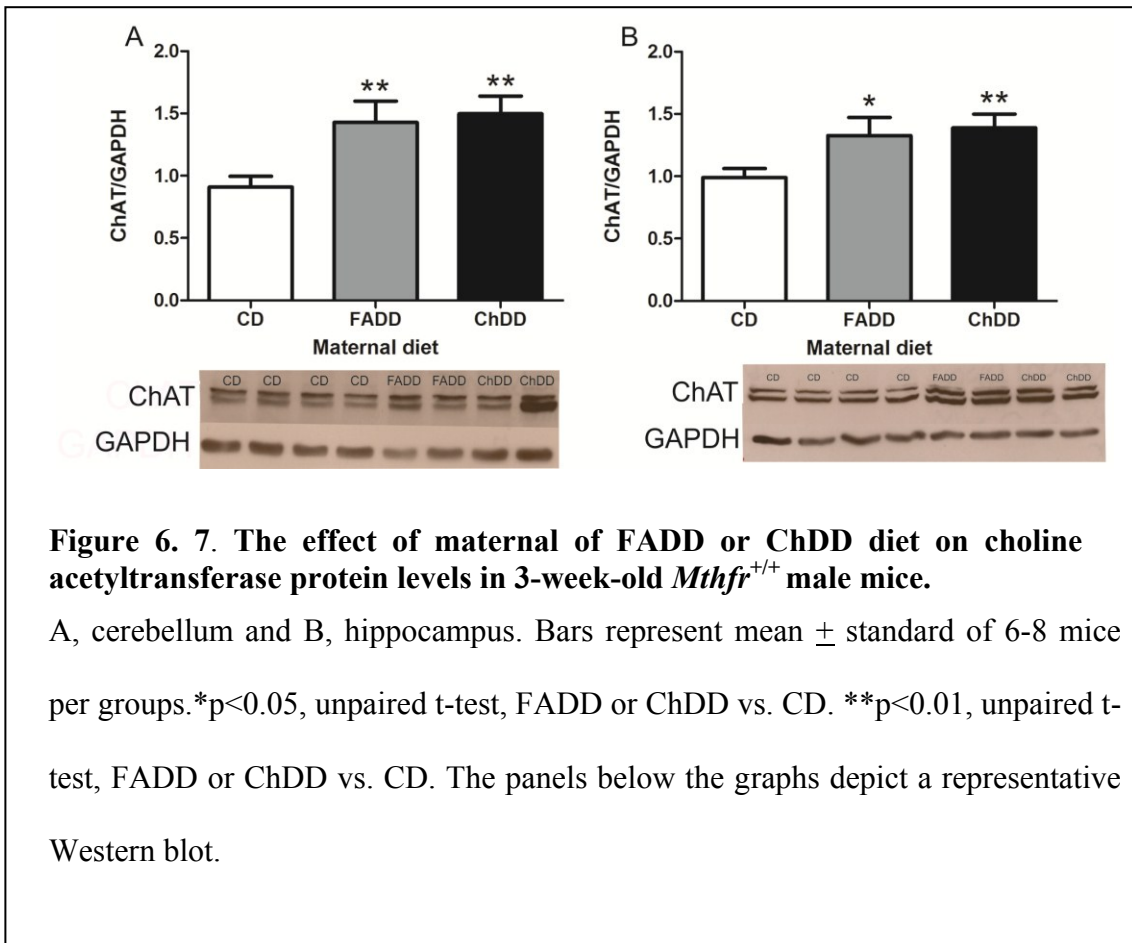 A
2.0
1.5
1.0
0.5
0.0
ChAT/GAPDH
**
**
CD
FADD
ChDD
Maternal diet
CD CD CD CD FADD FADD ChDD ChDD
ChAT
GAPDH
B
2.0
1.5
1.0
0.5
0.0
ChAT/GAPDH
*
**
CD
FADD
ChDD
Maternal diet
CD CD CD CD FADD FADD ChDD ChDD
ChAT
GAPDH
Figure 6. 7. The effect of maternal of FADD or ChDD diet on choline
acetyltransferase protein levels in 3-week-old Mthfr+/+ male mice.
A, cerebellum and B, hippocampus. Bars represent mean ± standard of 6-8 mice
per groups.*p<0.05, unpaired t-test, FADD or ChDD vs. CD. **p<0.01, unpaired t-
test, FADD or ChDD vs. CD. The panels below the graphs depict a representative
Western blot.